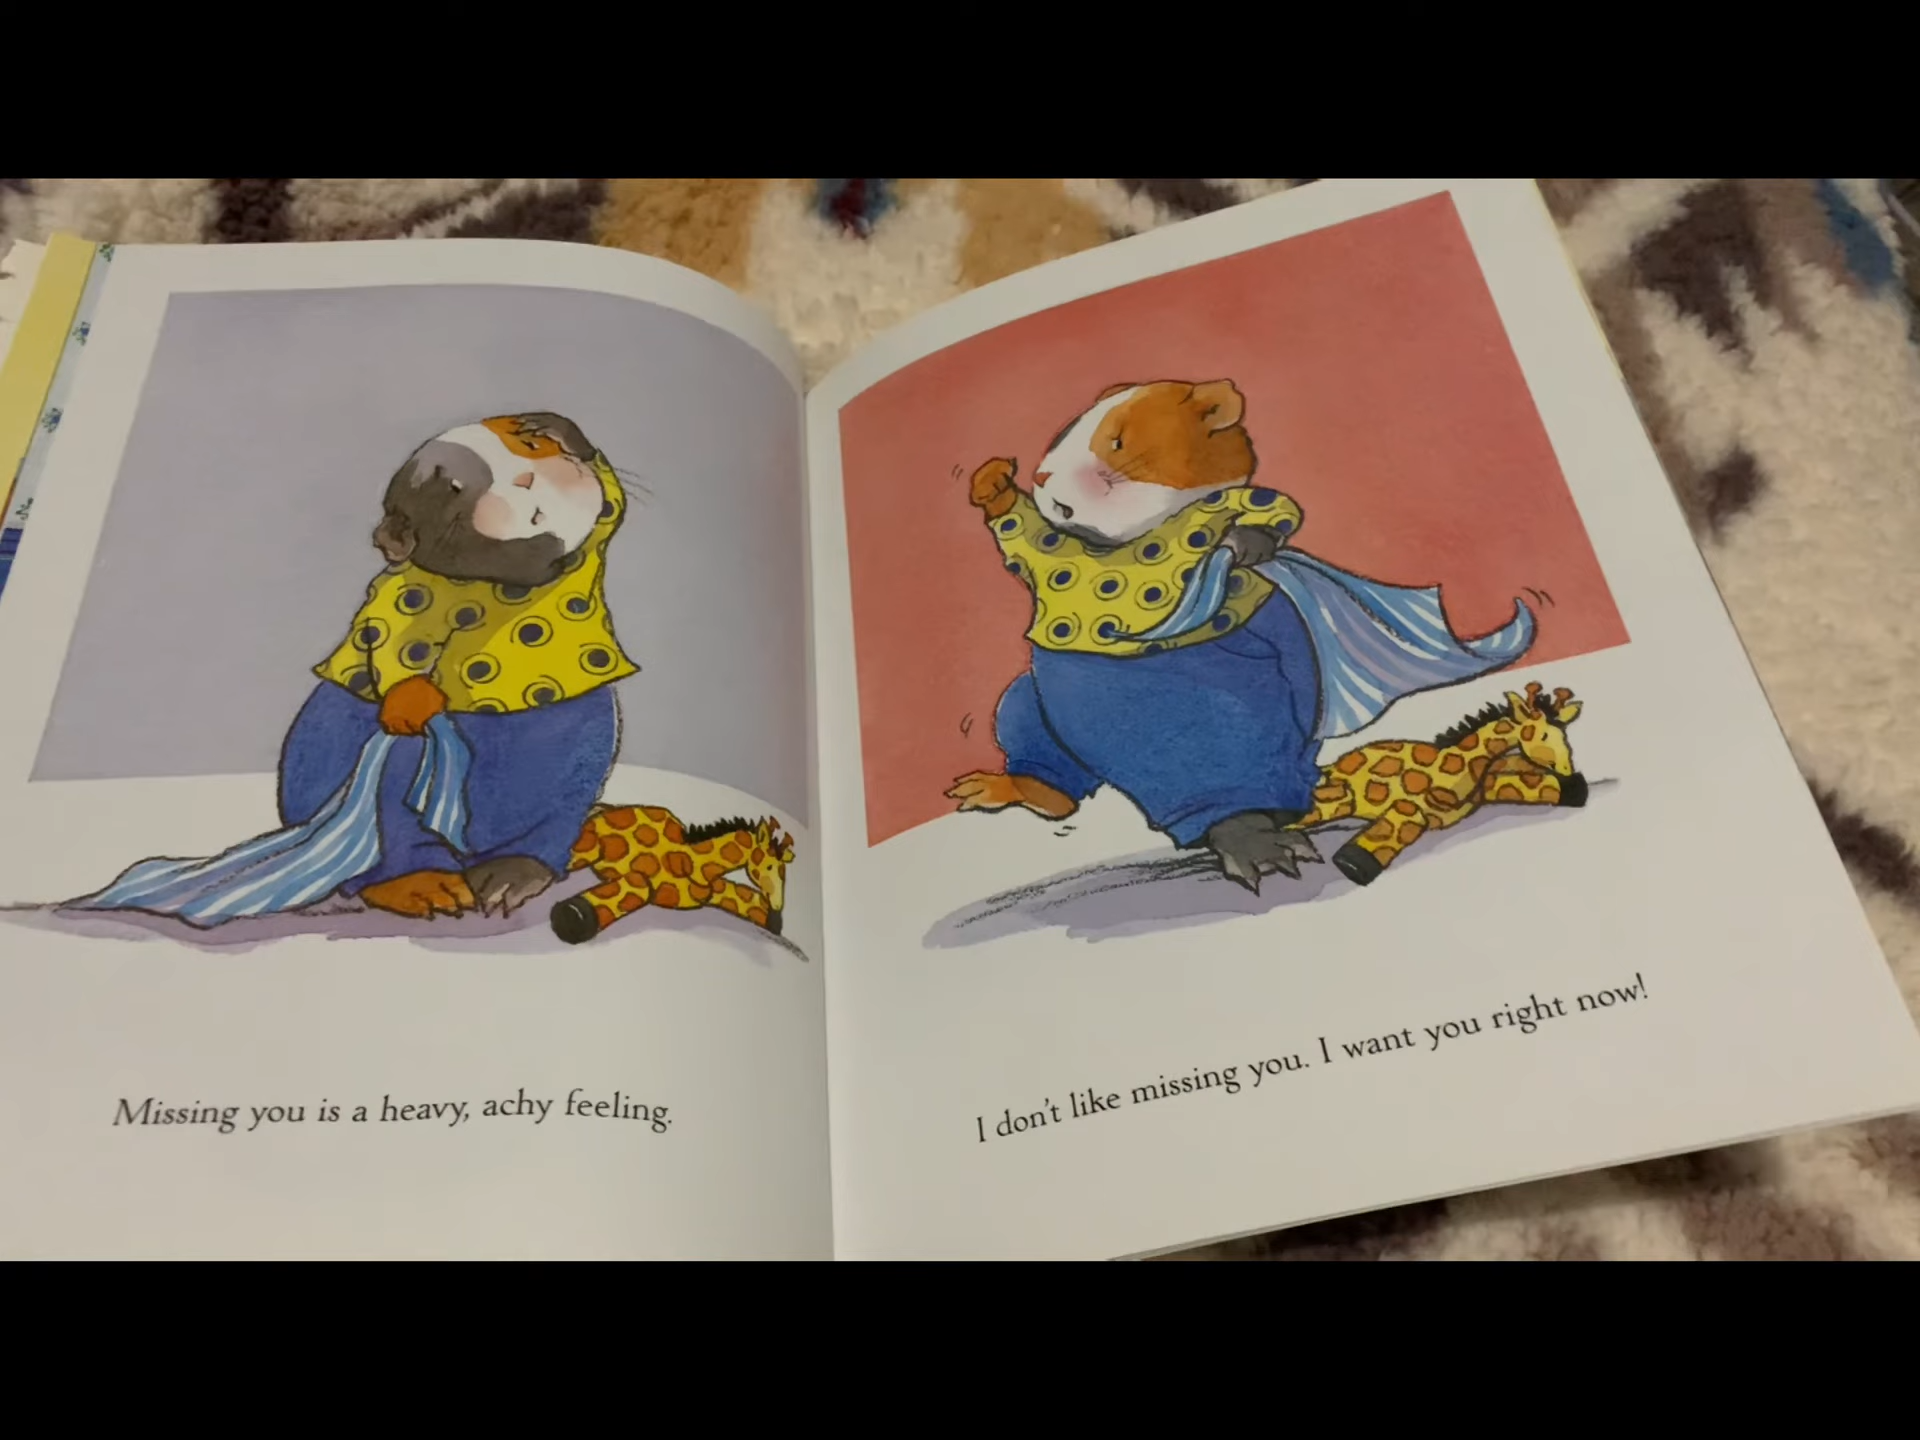 Missing you is a heavy, achy feeling.
I don't like missing you. I want you right now!